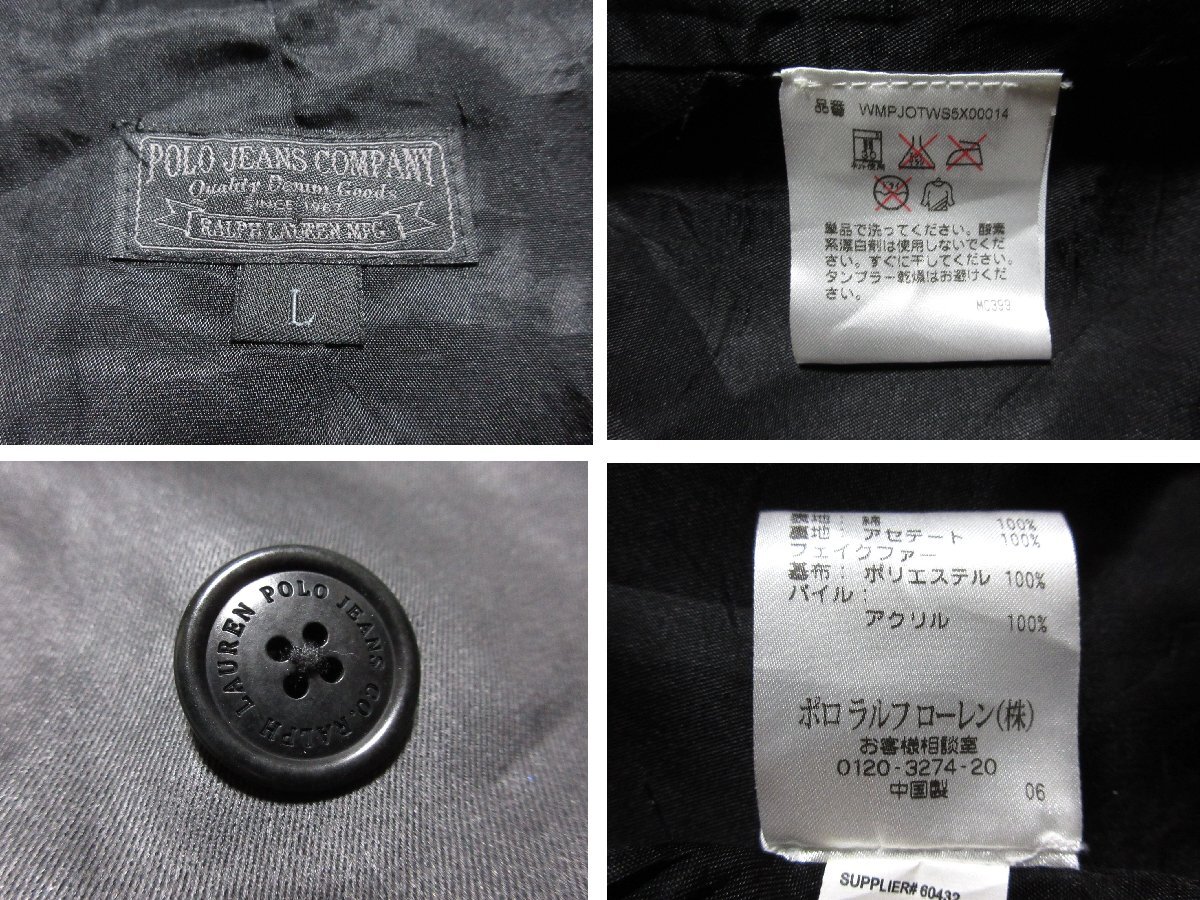 POLO JEANS COMPANY
Quality Denim Goods
SINCE 1967
RALPH LAUREN MFG.
L
品番 WMPJOTWS5X00014
ネット使用
単品で洗ってください。酸素
系漂白剤は使用しないでくだ
さい。すぐに干してください。
タンブラー乾燥はお避けくだ
さい。
M0399
POLO JEANS CO. RALPH LAUREN
表地: 綿 100%
裏地: アセテート 100%
フェイクファー
基布: ポリエステル 100%
パイル:
アクリル 100%
ポロ ラルフ ローレン(株)
お客様相談室
0120-3274-20
中国製 06
SUPPLIER# 60432